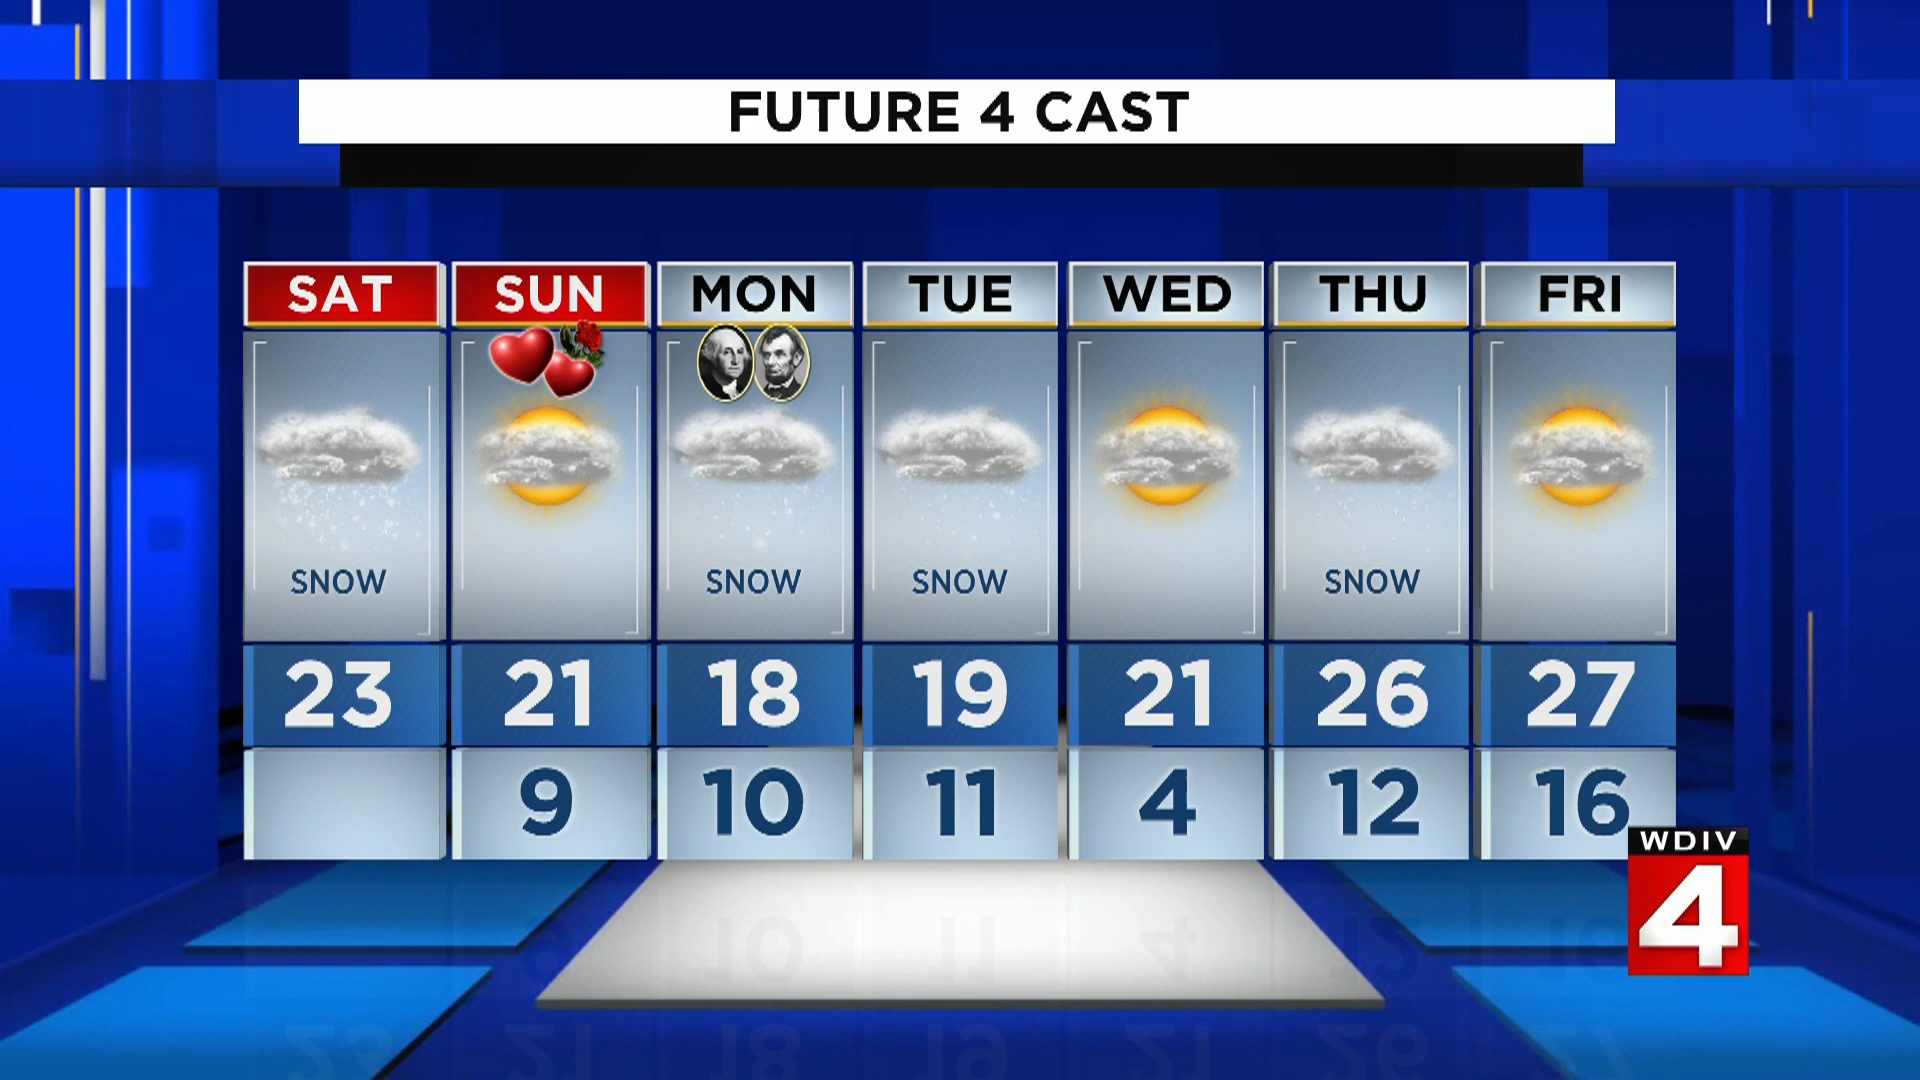 FUTURE 4 CAST
SAT SUN MON TUE WED THU FRI
SNOW SNOW SNOW SNOW
23 21 18 19 21 26 27
9 10 11 4 12 16
WDIV
4